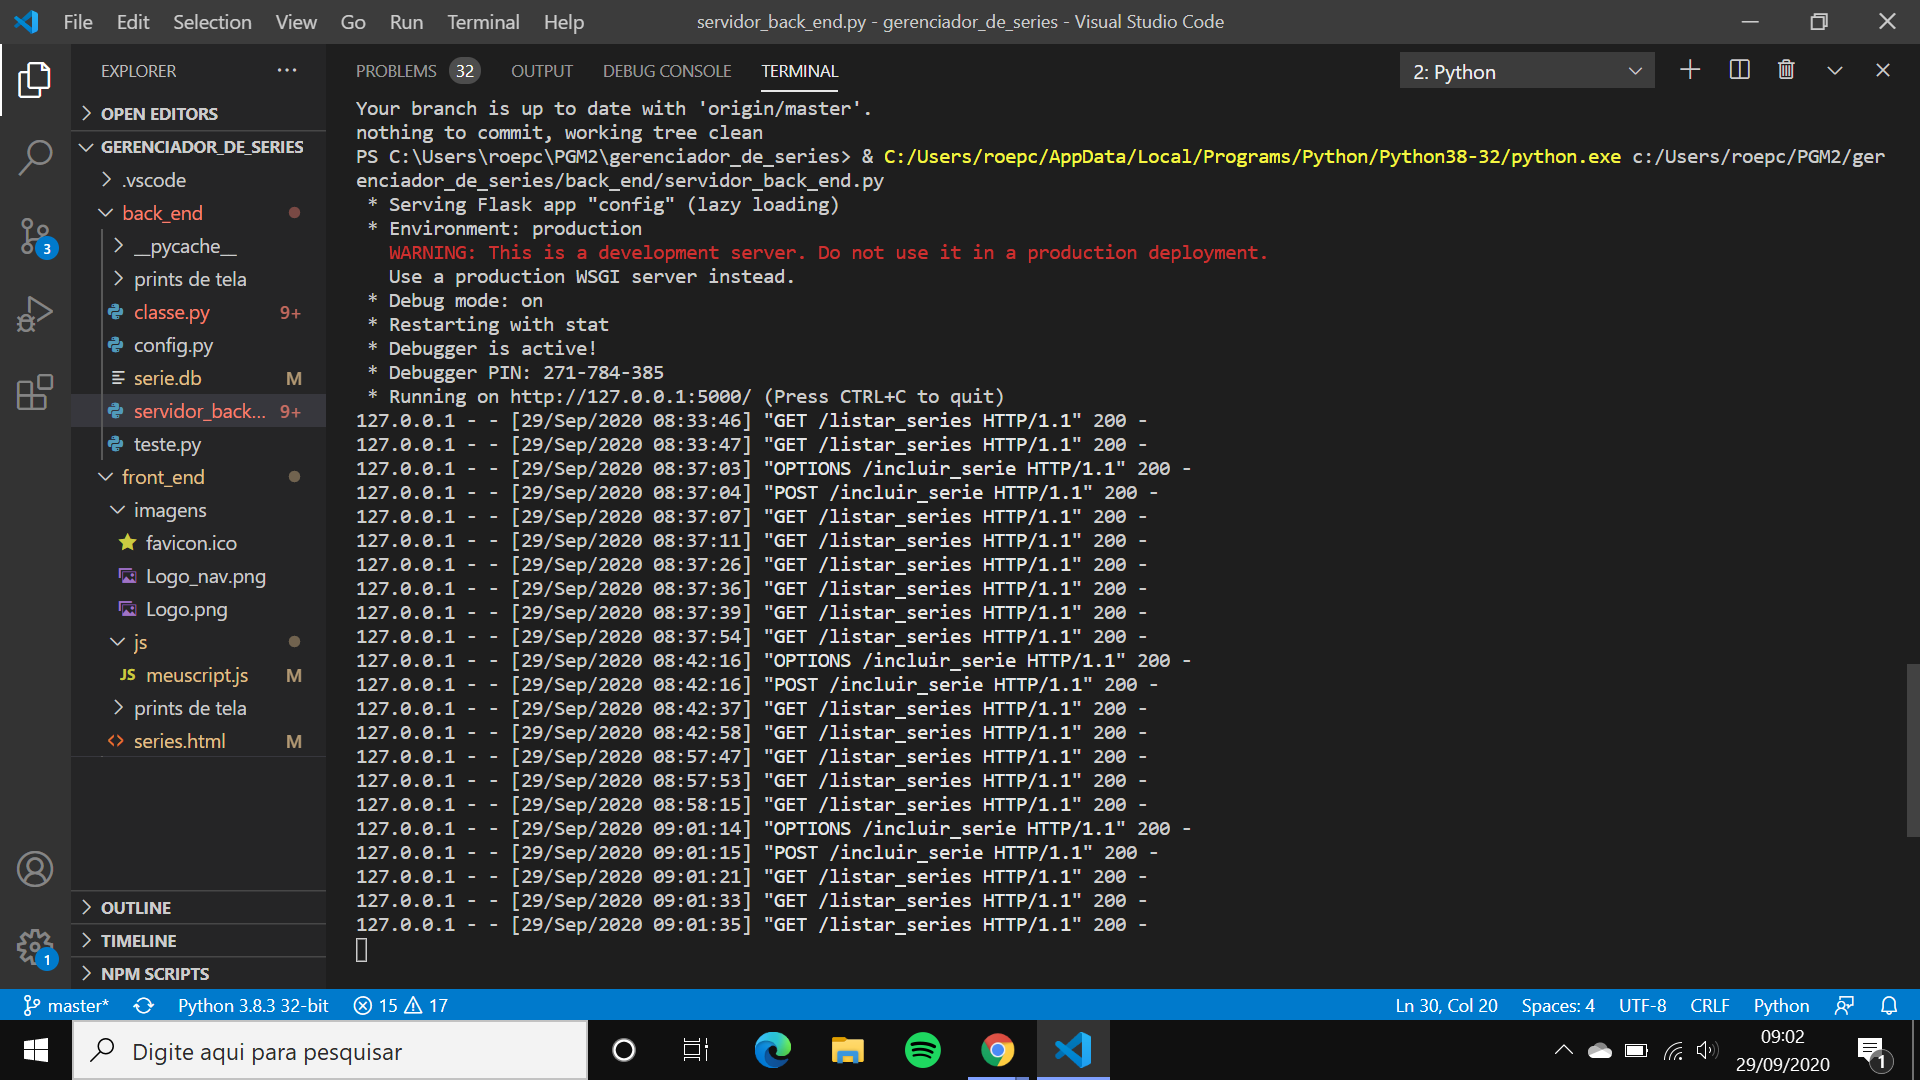 File Edit Selection View Go Run Terminal Help
servidor_back_end.py - gerenciador_de_series - Visual Studio Code
EXPLORER
OPEN EDITORS
GERENCIADOR_DE_SERIES
.vscode
back_end
__pycache__
prints de tela
classe.py 9+
config.py
serie.db M
servidor_back... 9+
teste.py
front_end
imagens
favicon.ico
Logo_nav.png
Logo.png
js
JS meuscript.js M
prints de tela
series.html M
OUTLINE
TIMELINE
NPM SCRIPTS
3
1
PROBLEMS 32 OUTPUT DEBUG CONSOLE TERMINAL
2: Python
Your branch is up to date with 'origin/master'.
nothing to commit, working tree clean
PS C:\Users\roepc\PGM2\gerenciador_de_series> & C:/Users/roepc/AppData/Local/Programs/Python/Python38-32/python.exe c:/Users/roepc/PGM2/ger
enciador_de_series/back_end/servidor_back_end.py
* Serving Flask app "config" (lazy loading)
* Environment: production
WARNING: This is a development server. Do not use it in a production deployment.
Use a production WSGI server instead.
* Debug mode: on
* Restarting with stat
* Debugger is active!
* Debugger PIN: 271-784-385
* Running on http://127.0.0.1:5000/ (Press CTRL+C to quit)
127.0.0.1 - - [29/Sep/2020 08:33:46] "GET /listar_series HTTP/1.1" 200 -
127.0.0.1 - - [29/Sep/2020 08:33:47] "GET /listar_series HTTP/1.1" 200 -
127.0.0.1 - - [29/Sep/2020 08:37:03] "OPTIONS /incluir_serie HTTP/1.1" 200 -
127.0.0.1 - - [29/Sep/2020 08:37:04] "POST /incluir_serie HTTP/1.1" 200 -
127.0.0.1 - - [29/Sep/2020 08:37:07] "GET /listar_series HTTP/1.1" 200 -
127.0.0.1 - - [29/Sep/2020 08:37:11] "GET /listar_series HTTP/1.1" 200 -
127.0.0.1 - - [29/Sep/2020 08:37:26] "GET /listar_series HTTP/1.1" 200 -
127.0.0.1 - - [29/Sep/2020 08:37:36] "GET /listar_series HTTP/1.1" 200 -
127.0.0.1 - - [29/Sep/2020 08:37:39] "GET /listar_series HTTP/1.1" 200 -
127.0.0.1 - - [29/Sep/2020 08:37:54] "GET /listar_series HTTP/1.1" 200 -
127.0.0.1 - - [29/Sep/2020 08:42:16] "OPTIONS /incluir_serie HTTP/1.1" 200 -
127.0.0.1 - - [29/Sep/2020 08:42:16] "POST /incluir_serie HTTP/1.1" 200 -
127.0.0.1 - - [29/Sep/2020 08:42:37] "GET /listar_series HTTP/1.1" 200 -
127.0.0.1 - - [29/Sep/2020 08:42:58] "GET /listar_series HTTP/1.1" 200 -
127.0.0.1 - - [29/Sep/2020 08:57:47] "GET /listar_series HTTP/1.1" 200 -
127.0.0.1 - - [29/Sep/2020 08:57:53] "GET /listar_series HTTP/1.1" 200 -
127.0.0.1 - - [29/Sep/2020 08:58:15] "GET /listar_series HTTP/1.1" 200 -
127.0.0.1 - - [29/Sep/2020 09:01:14] "OPTIONS /incluir_serie HTTP/1.1" 200 -
127.0.0.1 - - [29/Sep/2020 09:01:15] "POST /incluir_serie HTTP/1.1" 200 -
127.0.0.1 - - [29/Sep/2020 09:01:21] "GET /listar_series HTTP/1.1" 200 -
127.0.0.1 - - [29/Sep/2020 09:01:33] "GET /listar_series HTTP/1.1" 200 -
127.0.0.1 - - [29/Sep/2020 09:01:35] "GET /listar_series HTTP/1.1" 200 -
master* Python 3.8.3 32-bit 15 17 Ln 30, Col 20 Spaces: 4 UTF-8 CRLF Python
Digite aqui para pesquisar
09:02
29/09/2020
1